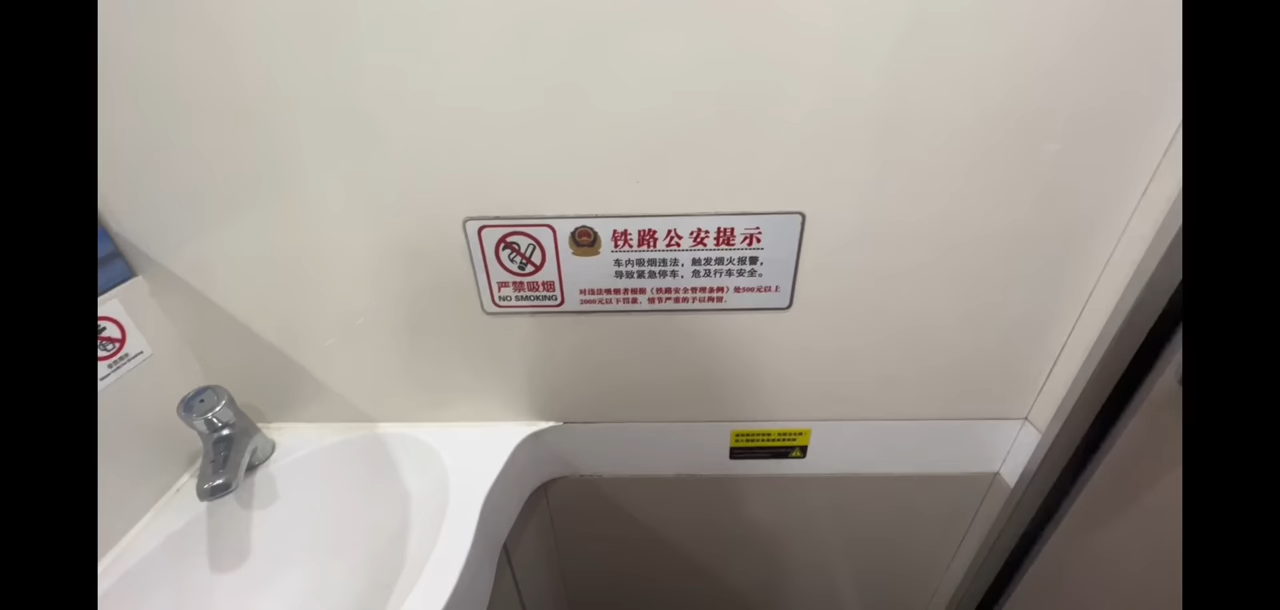 铁路公安提示
车内吸烟违法，触发烟火报警，
导致紧急停车，危及行车安全。
对违法吸烟者根据《铁路安全管理条例》处500元以上
2000元以下罚款，情节严重的予以拘留。
严禁吸烟
NO SMOKING